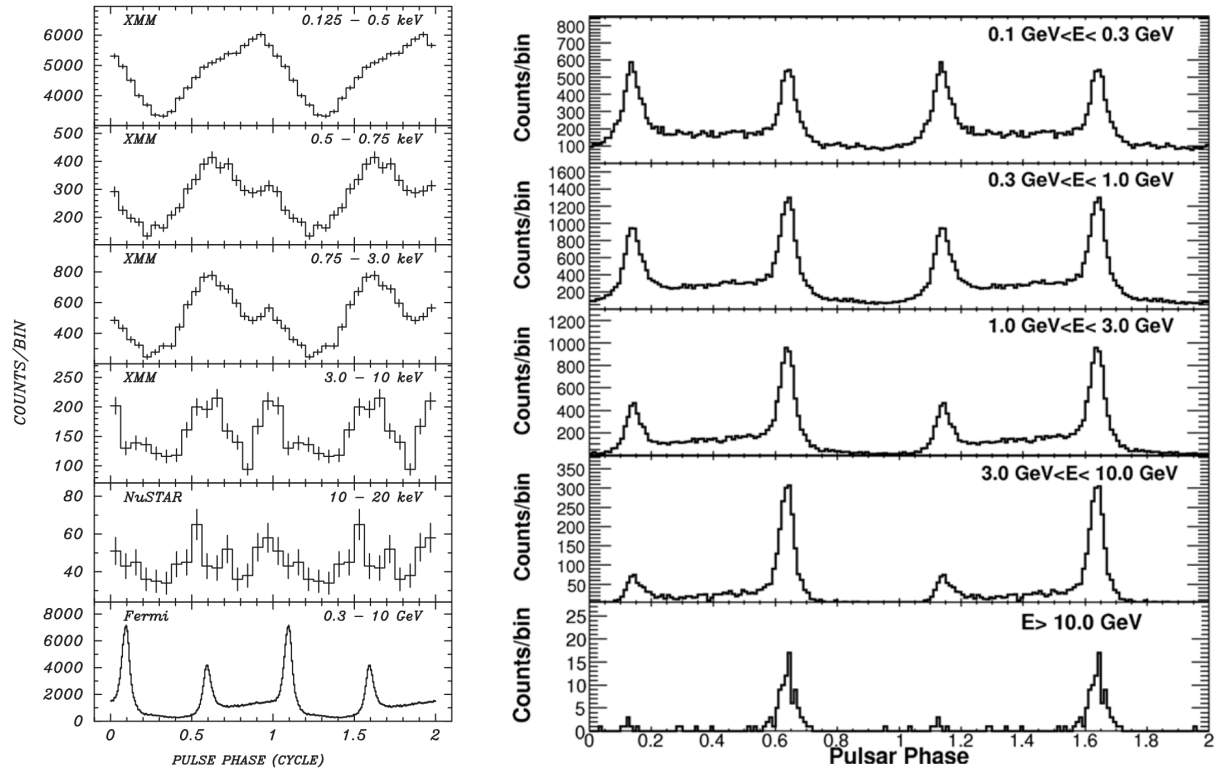 XMM 0.125 – 0.5 keV
6000
5000
4000
XMM 0.5 – 0.75 keV
500
400
300
200
XMM 0.75 – 3.0 keV
800
600
400
XMM 3.0 – 10 keV
250
200
150
100
NuSTAR 10 – 20 keV
80
60
40
Fermi 0.3 – 10 GeV
8000
6000
4000
2000
0
0 0.5 1 1.5 2
PULSE PHASE (CYCLE)
COUNTS/BIN
0.1 GeV<E< 0.3 GeV
800
700
600
500
400
300
200
100
Counts/bin
0.3 GeV<E< 1.0 GeV
1600
1400
1200
1000
800
600
400
200
Counts/bin
1.0 GeV<E< 3.0 GeV
1200
1000
800
600
400
200
Counts/bin
3.0 GeV<E< 10.0 GeV
350
300
250
200
150
100
50
Counts/bin
E> 10.0 GeV
25
20
15
10
5
0
Counts/bin
0 0.2 0.4 0.6 0.8 1 1.2 1.4 1.6 1.8 2
Pulsar Phase